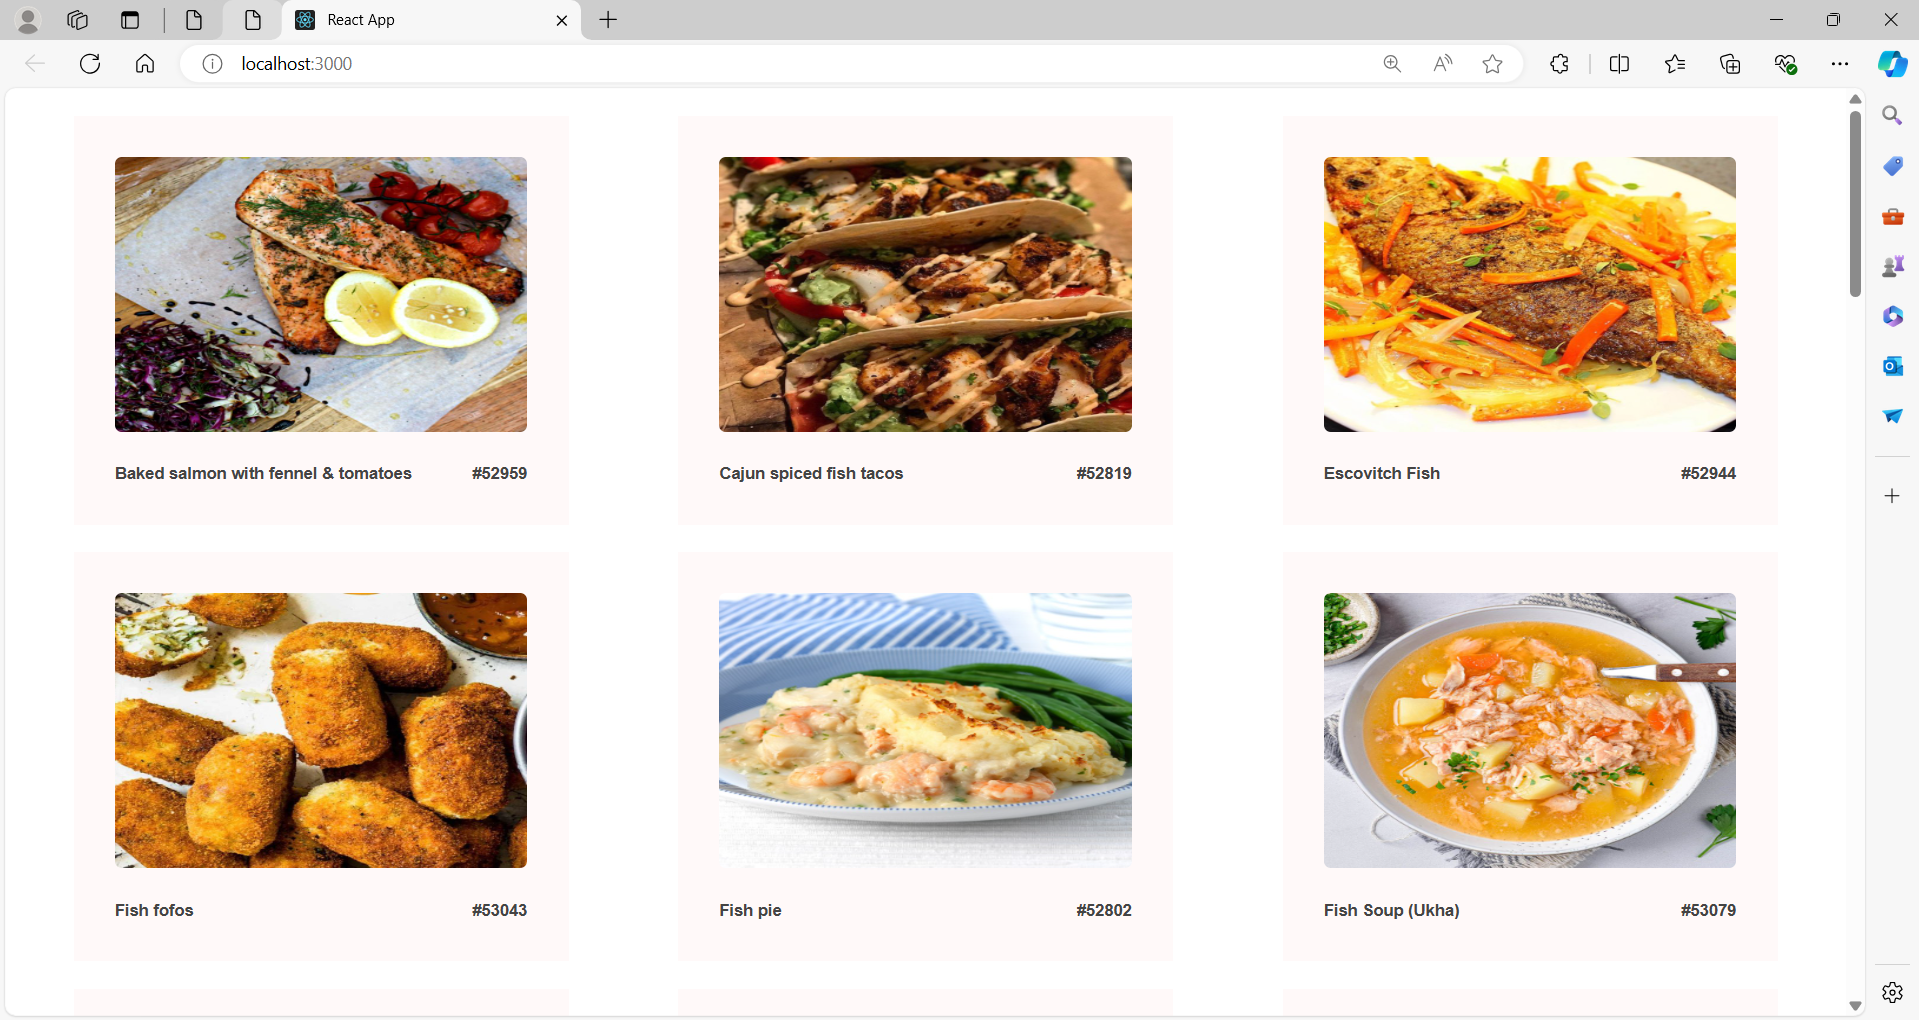 React App
localhost:3000
Baked salmon with fennel & tomatoes #52959
Cajun spiced fish tacos #52819
Escovitch Fish #52944
Fish fofos #53043
Fish pie #52802
Fish Soup (Ukha) #53079